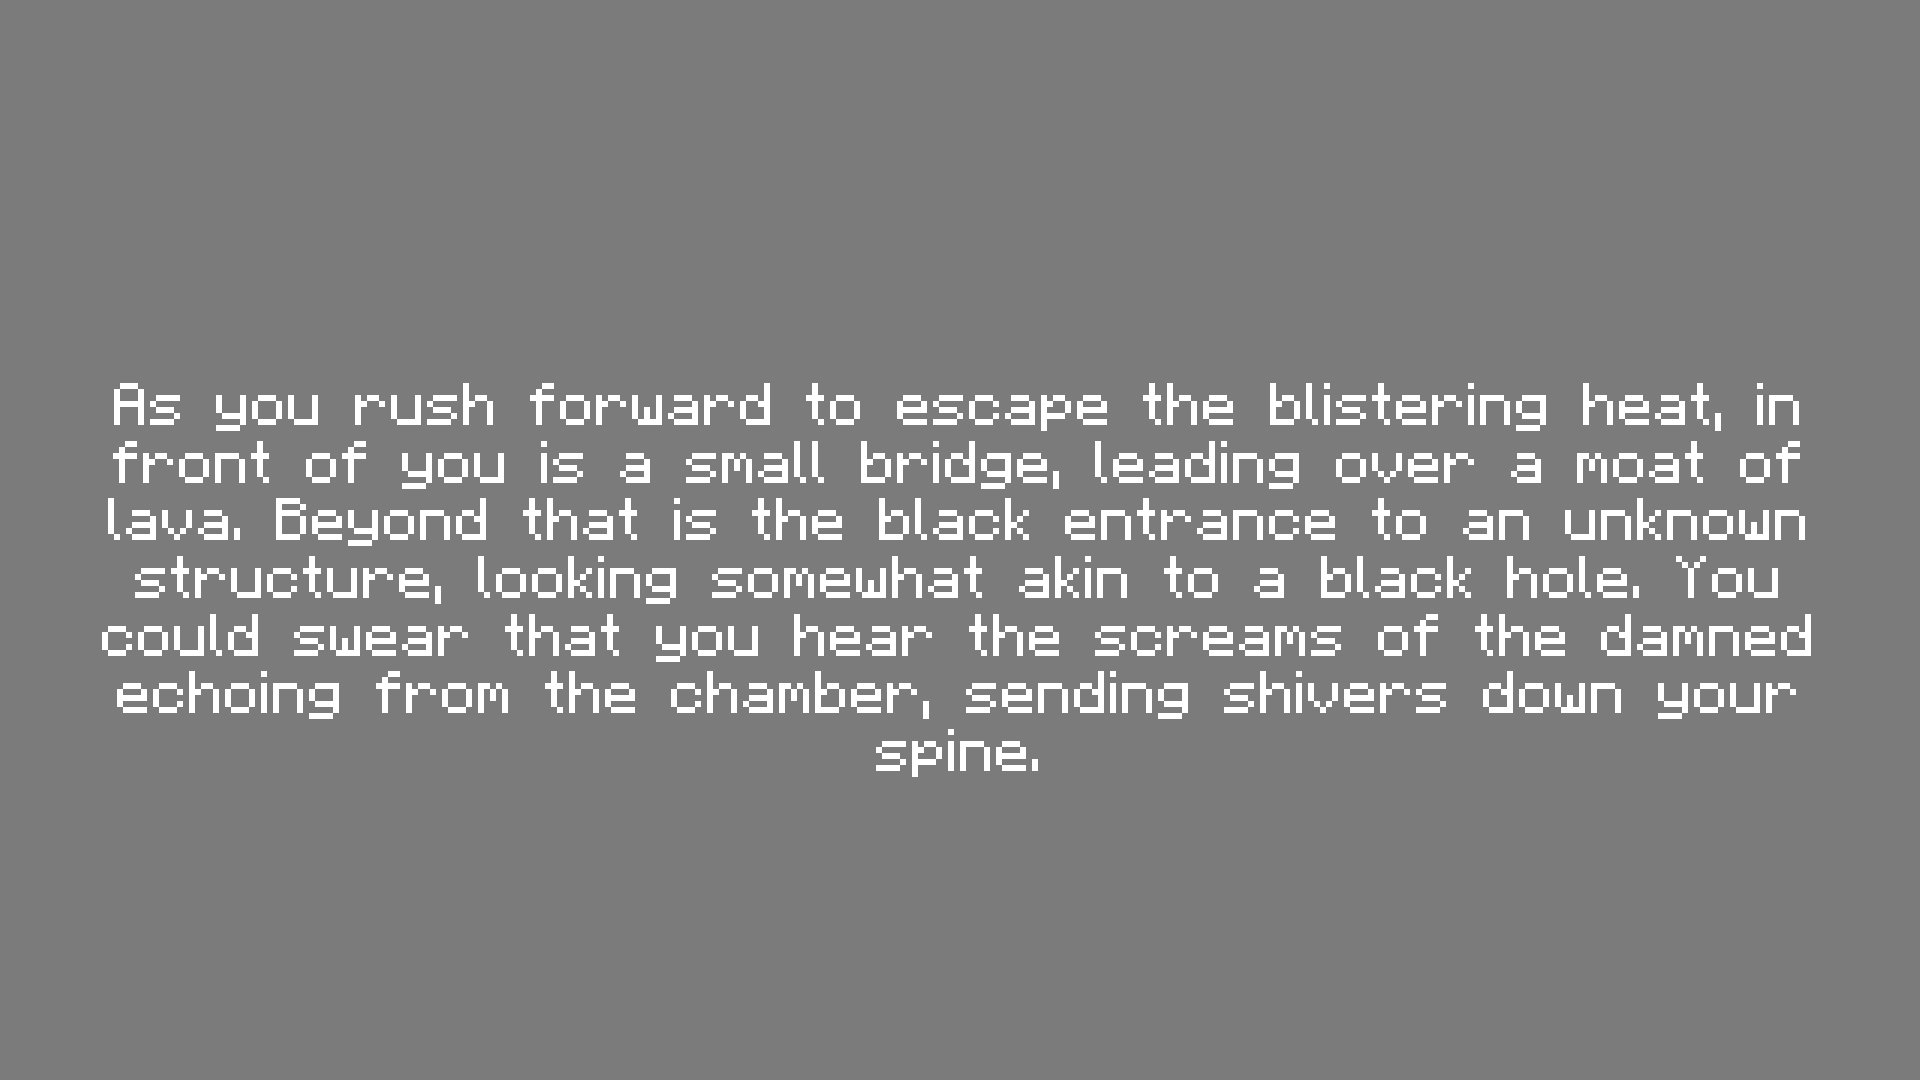 As you rush forward to escape the blistering heat, in
front of you is a small bridge, leading over a moat of
lava. Beyond that is the black entrance to an unknown
structure, looking somewhat akin to a black hole. You
could swear that you hear the screams of the damned
echoing from the chamber, sending shivers down your
spine.